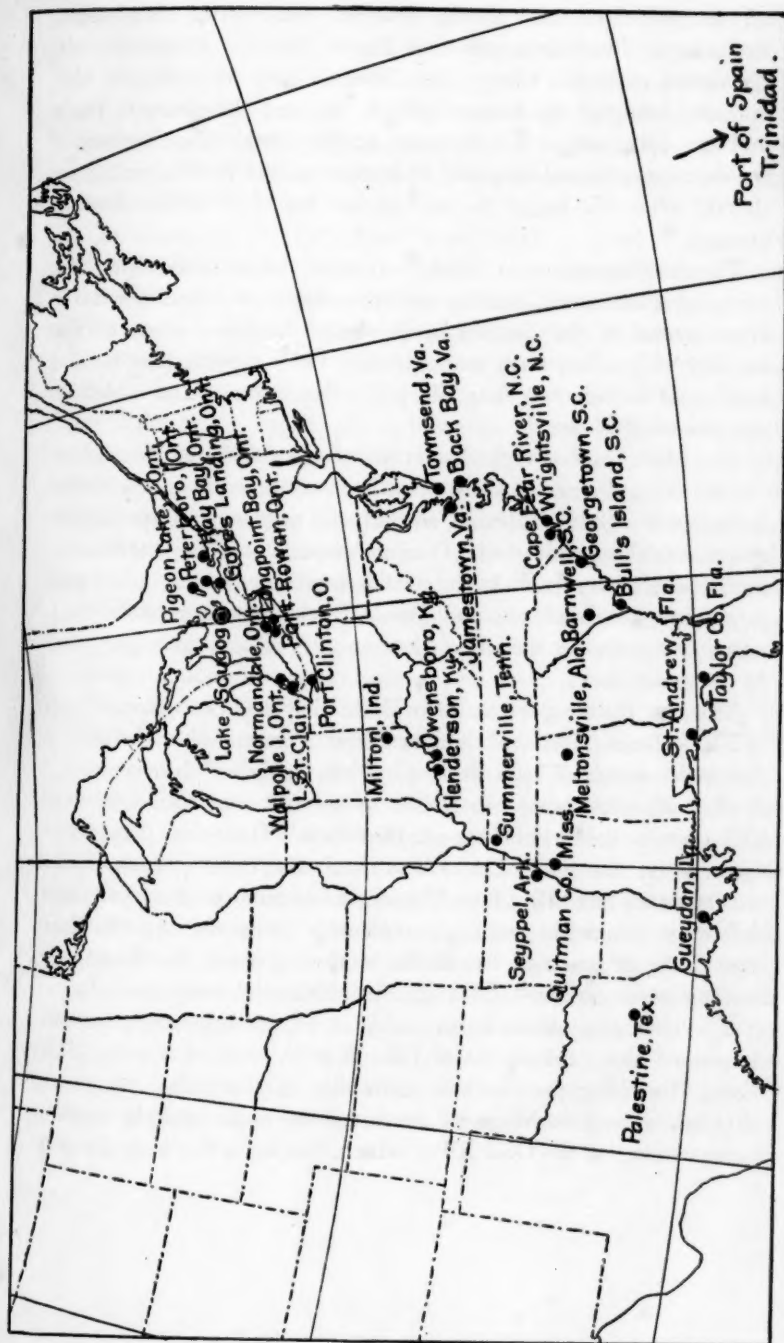 Pigeon Lake, Ont.
Peterboro, Ont.
Hay Bay, Ont.
Gores Landing, Ont.
Lake Scugog
Normandale, Ont.
Longpoint Bay, Ont.
Port Rowan, Ont.
Walpole I., Ont.
L. St. Clair
Port Clinton, O.
Milton, Ind.
Owensboro, Ky.
Henderson, Ky.
Townsend, Va.
Back Bay, Va.
Jamestown, Va.
Summerville, Tenn.
Cape Fear River, N.C.
Wrightsville, N.C.
Seyppel, Ark.
Quitman Co., Miss.
Meltonsville, Ala.
Barnwell, S.C.
Georgetown, S.C.
Bulls Island, S.C.
St. Andrew, Fla.
Taylor Co. Fla.
Gueydan, La.
Palestine, Tex.
Port of Spain
Trinidad.